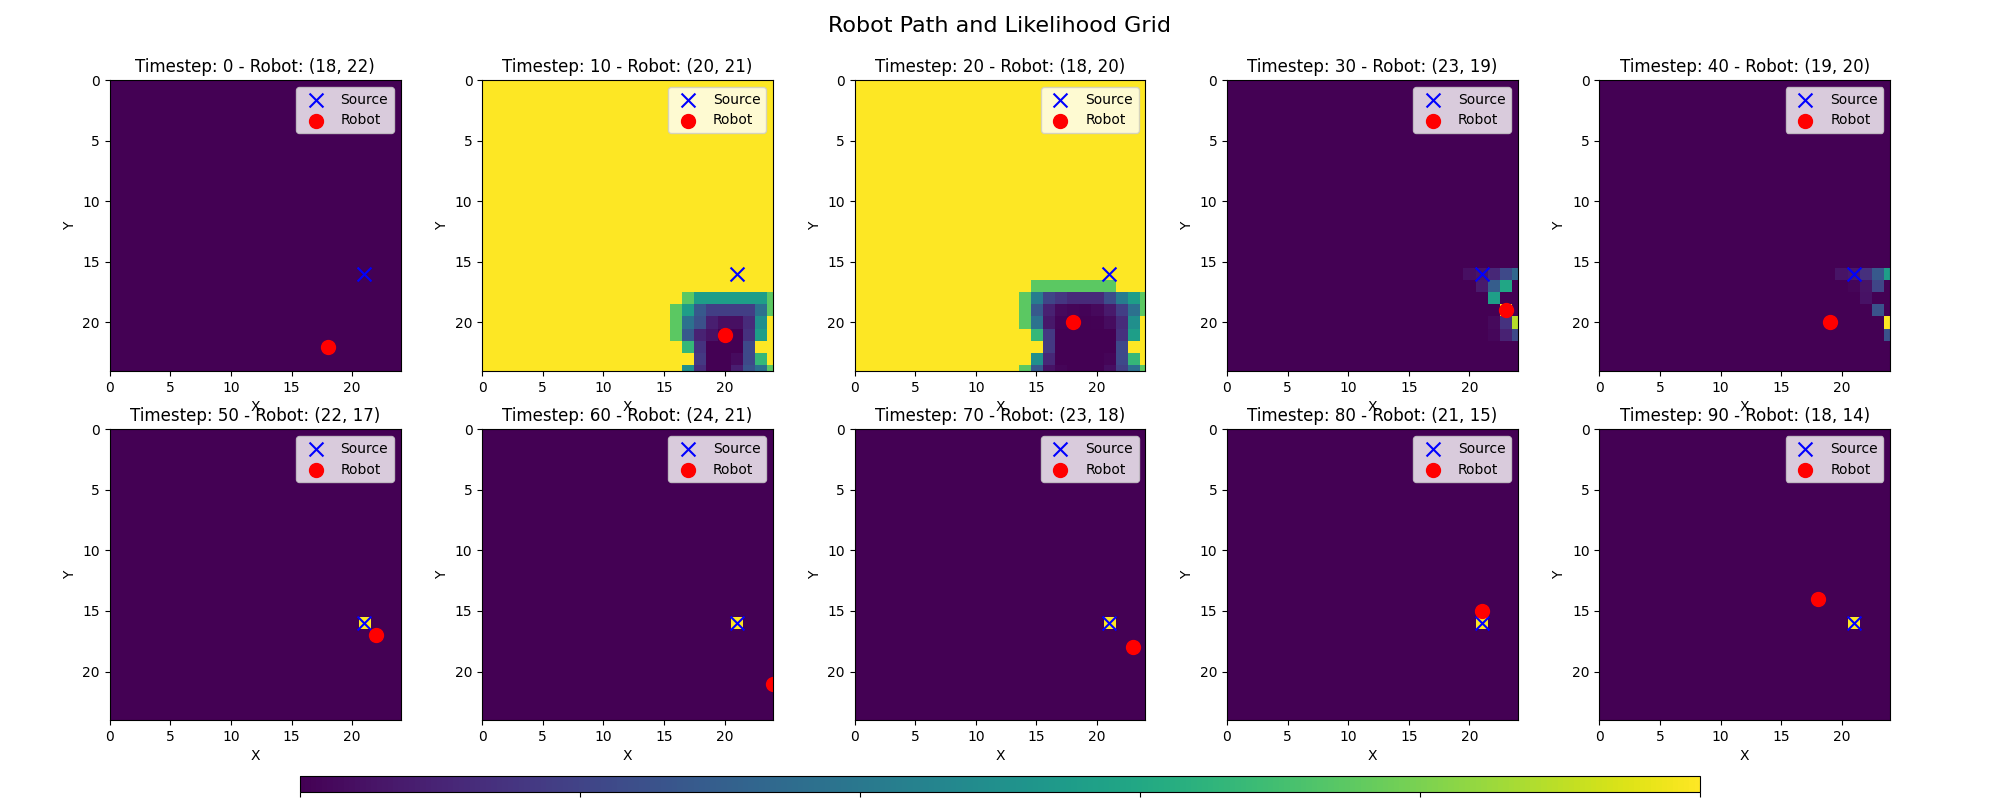 Robot Path and Likelihood Grid
Timestep: 0 - Robot: (18, 22)
Timestep: 10 - Robot: (20, 21)
Timestep: 20 - Robot: (18, 20)
Timestep: 30 - Robot: (23, 19)
Timestep: 40 - Robot: (19, 20)
Source
Robot
Source
Robot
Source
Robot
Source
Robot
Source
Robot
0
5
10
15
20
Y
0 5 10 15 20
X
0
5
10
15
20
Y
0 5 10 15 20
X
0
5
10
15
20
Y
0 5 10 15 20
X
0
5
10
15
20
Y
0 5 10 15 20
X
0
5
10
15
20
Y
0 5 10 15 20
X
Timestep: 50 - Robot: (22, 17)
Timestep: 60 - Robot: (24, 21)
Timestep: 70 - Robot: (23, 18)
Timestep: 80 - Robot: (21, 15)
Timestep: 90 - Robot: (18, 14)
Source
Robot
Source
Robot
Source
Robot
Source
Robot
Source
Robot
0
5
10
15
20
Y
0 5 10 15 20
X
0
5
10
15
20
Y
0 5 10 15 20
X
0
5
10
15
20
Y
0 5 10 15 20
X
0
5
10
15
20
Y
0 5 10 15 20
X
0
5
10
15
20
Y
0 5 10 15 20
X